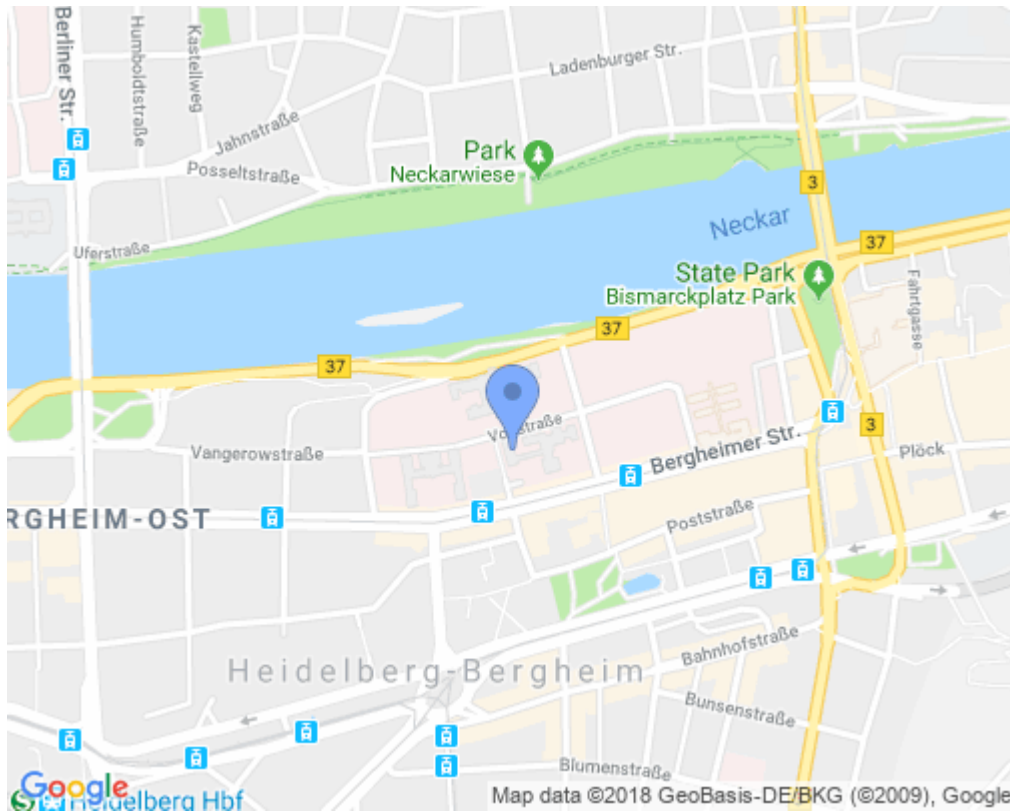 Berliner Str.
Humboldtstraße
Kastellweg
Ladenburger Str.
Jahnstraße
Park
Neckarwiese
Posseltstraße
3
Neckar
37
Uferstraße
State Park
Bismarckplatz Park
Fahrtgasse
37
37
3
Vangerowstraße
Bergheimer Str.
Plöck
RGHEIM-OST
Poststraße
Heidelberg-Bergheim
Bahnhofstraße
Bunsenstraße
Blumenstraße
Google
Heidelberg Hbf
Map data ©2018 GeoBasis-DE/BKG (©2009), Google